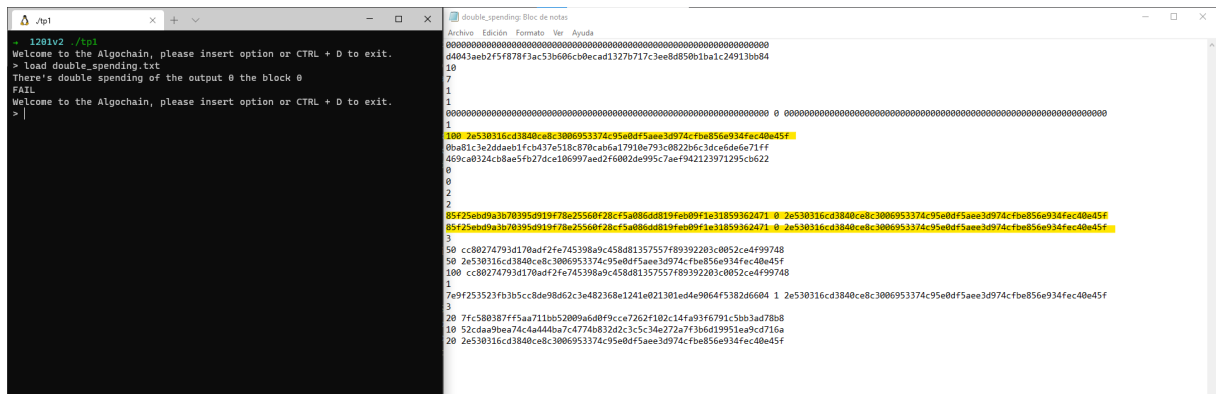 ./tp1
→ 1201v2 ./tp1
Welcome to the Algochain, please insert option or CTRL + D to exit.
> load double_spending.txt
There's double spending of the output 0 the block 0
FAIL
Welcome to the Algochain, please insert option or CTRL + D to exit.
>
double_spending: Bloc de notas
Archivo Edición Formato Ver Ayuda
0000000000000000000000000000000000000000000000000000000000000000
d4043aeb2f5f878f3ac53b606cb0ecad1327b717c3ee8d850b1ba1c24913bb84
10
7
1
1
0000000000000000000000000000000000000000000000000000000000000000 0 0000000000000000000000000000000000000000000000000000000000000000
1
100 2e530316cd3840ce8c3006953374c95e0df5aee3d974cfbe856e934fec40e45f
0ba81c3e2ddaeb1fcb437e518c870cab6a17910e793c0822b6c3dce6de6e71ff
469ca0324cb8ae5fb27dce106997aed2f6002de995c7aef942123971295cb622
0
0
2
2
85f25ebd9a3b70395d919f78e25560f28cf5a086dd819feb09f1e31859362471 0 2e530316cd3840ce8c3006953374c95e0df5aee3d974cfbe856e934fec40e45f
85f25ebd9a3b70395d919f78e25560f28cf5a086dd819feb09f1e31859362471 0 2e530316cd3840ce8c3006953374c95e0df5aee3d974cfbe856e934fec40e45f
3
50 cc80274793d170adf2fe745398a9c458d81357557f89392203c0052ce4f99748
50 2e530316cd3840ce8c3006953374c95e0df5aee3d974cfbe856e934fec40e45f
100 cc80274793d170adf2fe745398a9c458d81357557f89392203c0052ce4f99748
1
7e9f253523fb3b5cc8de98d62c3e482368e1241e021301ed4e9064f5382d6604 1 2e530316cd3840ce8c3006953374c95e0df5aee3d974cfbe856e934fec40e45f
3
20 7fc580387ff5aa711bb52009a6d0f9cce7262f102c14fa93f6791c5bb3ad78b8
10 52cdaa9bea74c4a444ba7c4774b832d2c3c5c34e272a7f3b6d19951ea9cd716a
20 2e530316cd3840ce8c3006953374c95e0df5aee3d974cfbe856e934fec40e45f